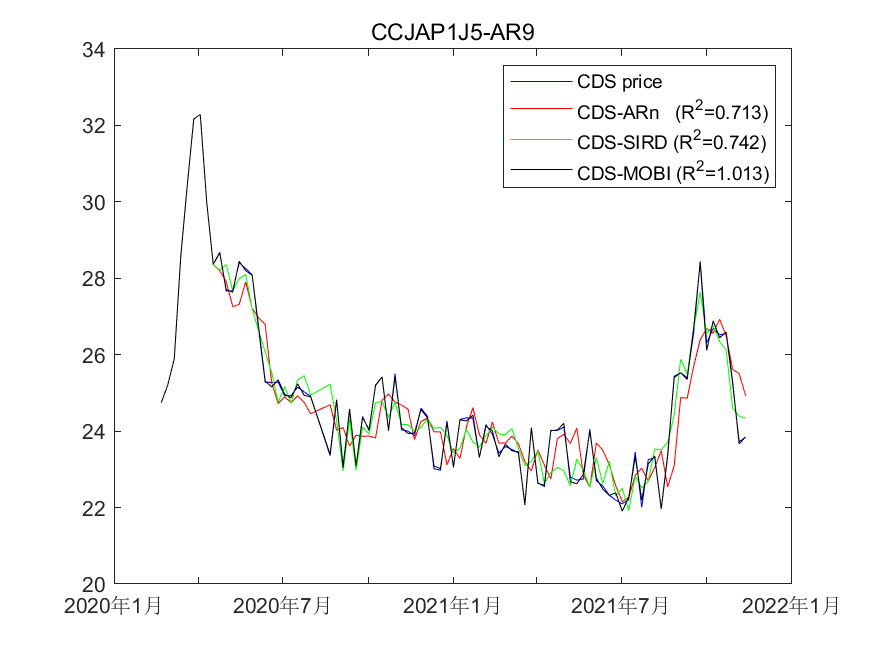 CCJAP1J5-AR9
34
32
30
28
26
24
22
20
CDS price
CDS-ARn (R²=0.713)
CDS-SIRD (R²=0.742)
CDS-MOBI (R²=1.013)
2020年1月
2020年7月
2021年1月
2021年7月
2022年1月